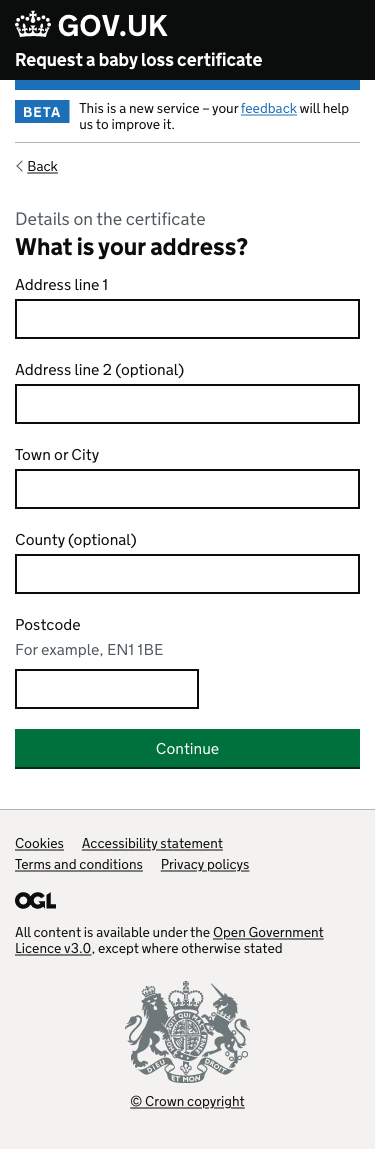 GOV.UK
Request a baby loss certificate
BETA
This is a new service – your feedback will help
us to improve it.
Back
Details on the certificate
What is your address?
Address line 1
Address line 2 (optional)
Town or City
County (optional)
Postcode
For example, EN1 1BE
Continue
Cookies Accessibility statement
Terms and conditions Privacy policys
OGL
All content is available under the Open Government
Licence v3.0, except where otherwise stated
DIEU ET MON DROIT
© Crown copyright